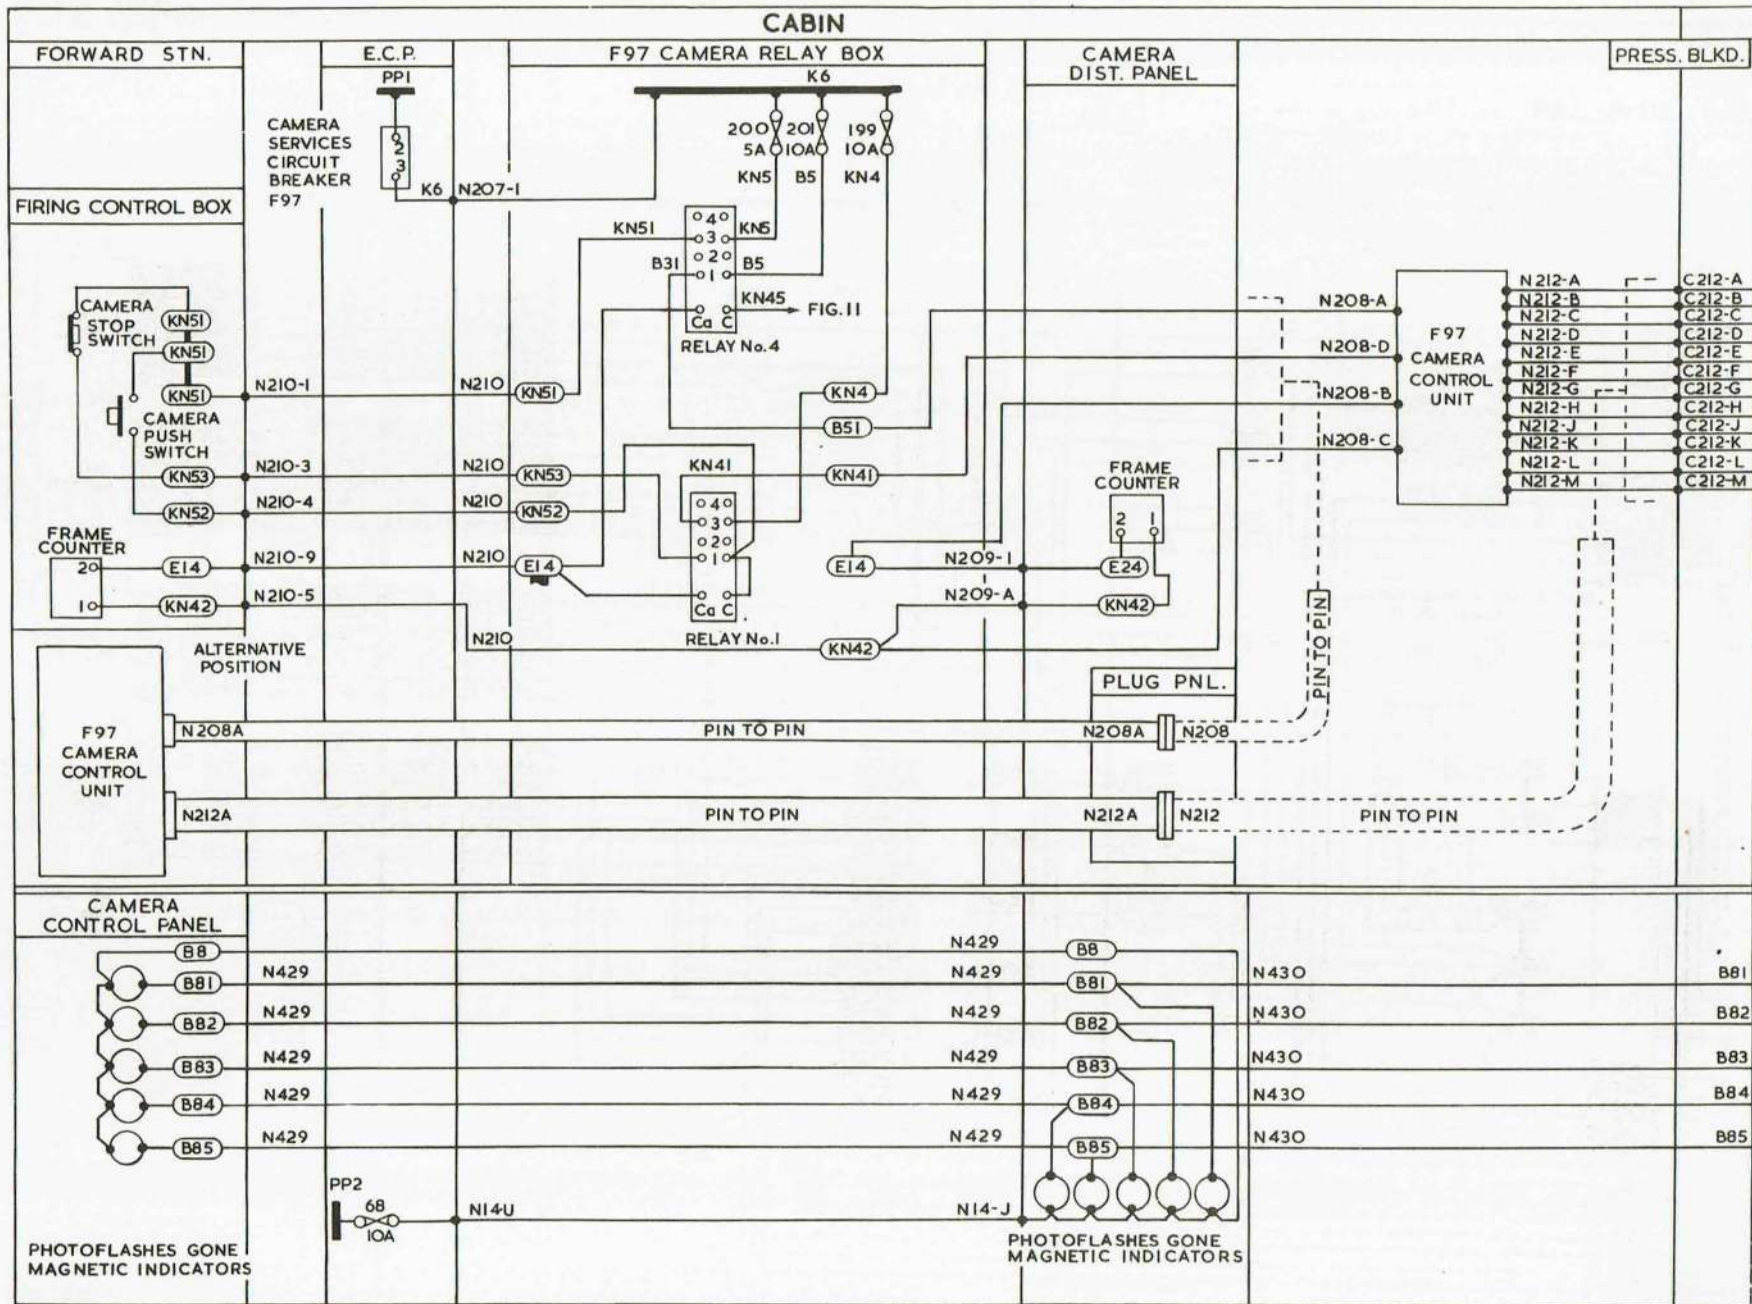 CABIN
FORWARD STN.
E.C.P.
F97 CAMERA RELAY BOX
CAMERA
DIST. PANEL
PRESS. BLKD.
PP1
K6
CAMERA
SERVICES
CIRCUIT
BREAKER
F97
2
3
K6 N207-1
200
5A
KN5
201
10A
B5
199
10A
KN4
FIRING CONTROL BOX
KN51
B31
4
3
2
1
Ca C
KN5
B5
KN45
FIG.11
RELAY No.4
CAMERA
STOP
SWITCH
KN51
KN51
KN51
CAMERA
PUSH
SWITCH
KN53
KN52
FRAME
COUNTER
2
1
E14
KN42
N210-1
N210-3
N210-4
N210-9
N210-5
N210
N210
N210
N210
N210
KN51
KN53
KN52
E14
KN41
4
3
2
1
Ca C
RELAY No.1
KN4
B51
KN41
E14
KN42
N209-1
N209-A
FRAME
COUNTER
2 1
E24
KN42
N208-A
N208-D
N208-B
N208-C
F97
CAMERA
CONTROL
UNIT
N212-A C212-A
N212-B C212-B
N212-C C212-C
N212-D C212-D
N212-E C212-E
N212-F C212-F
N212-G C212-G
N212-H C212-H
N212-J C212-J
N212-K C212-K
N212-L C212-L
N212-M C212-M
ALTERNATIVE
POSITION
PLUG PNL.
PIN TO PIN
F97
CAMERA
CONTROL
UNIT
N208A PIN TO PIN N208A N208
N212A PIN TO PIN N212A N212 PIN TO PIN
CAMERA
CONTROL PANEL
B8 N429 B8
B81 N429 N429 B81 N430 B81
B82 N429 N429 B82 N430 B82
B83 N429 N429 B83 N430 B83
B84 N429 N429 B84 N430 B84
B85 N429 N429 B85 N430 B85
PP2
68
10A
N14U N14-J
PHOTOFLASHES GONE
MAGNETIC INDICATORS
PHOTOFLASHES GONE
MAGNETIC INDICATORS